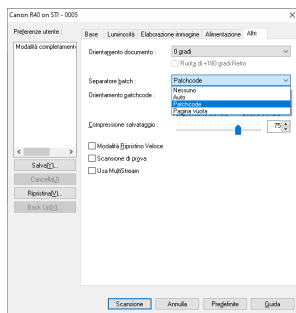 Canon R40 on STI - 0005
Preferenze utente :
Modalità completamente
Salva(Y)...
Cancella(J)
Ripristina(V)...
Back Up(X)...
Base Luminosità Elaborazione immagine Alimentazione Altri
Orientamento documento : 0 gradi
Ruota di +180 gradi Retro
Separatore batch : Patchcode
Nessuno
Auto
Patchcode
Pagina vuota
Orientamento patchcode :
Compressione salvataggio : 75
Modalità Ripristino Veloce
Scansione di prova
Usa MultiStream
Scansione Annulla Predefinite Guida